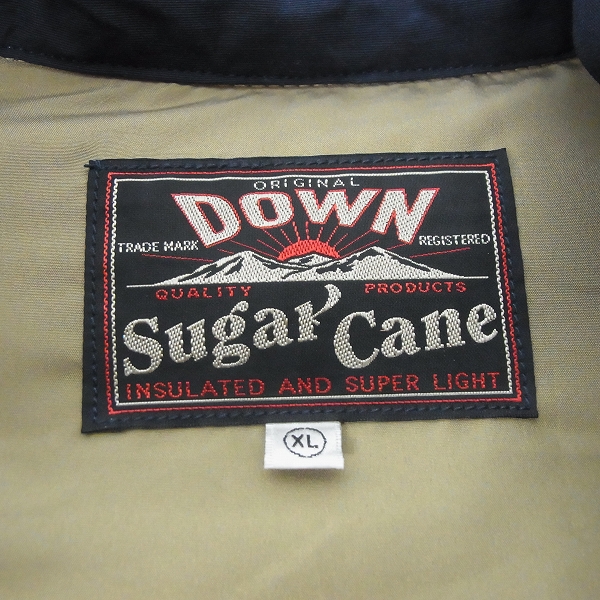 ORIGINAL
DOWN
TRADE MARK REGISTERED
QUALITY PRODUCTS
Sugar Cane
INSULATED AND SUPER LIGHT
XL